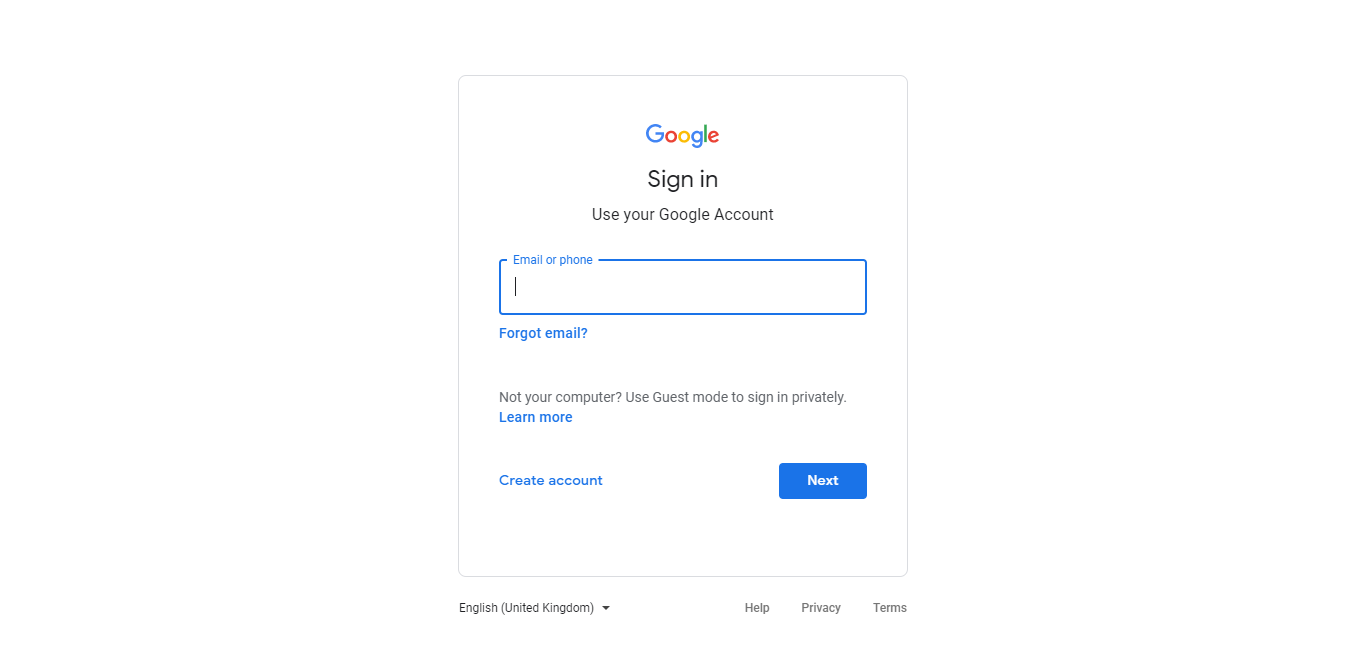 Google
Sign in
Use your Google Account
Email or phone
Forgot email?
Not your computer? Use Guest mode to sign in privately.
Learn more
Create account
Next
English (United Kingdom)
Help
Privacy
Terms